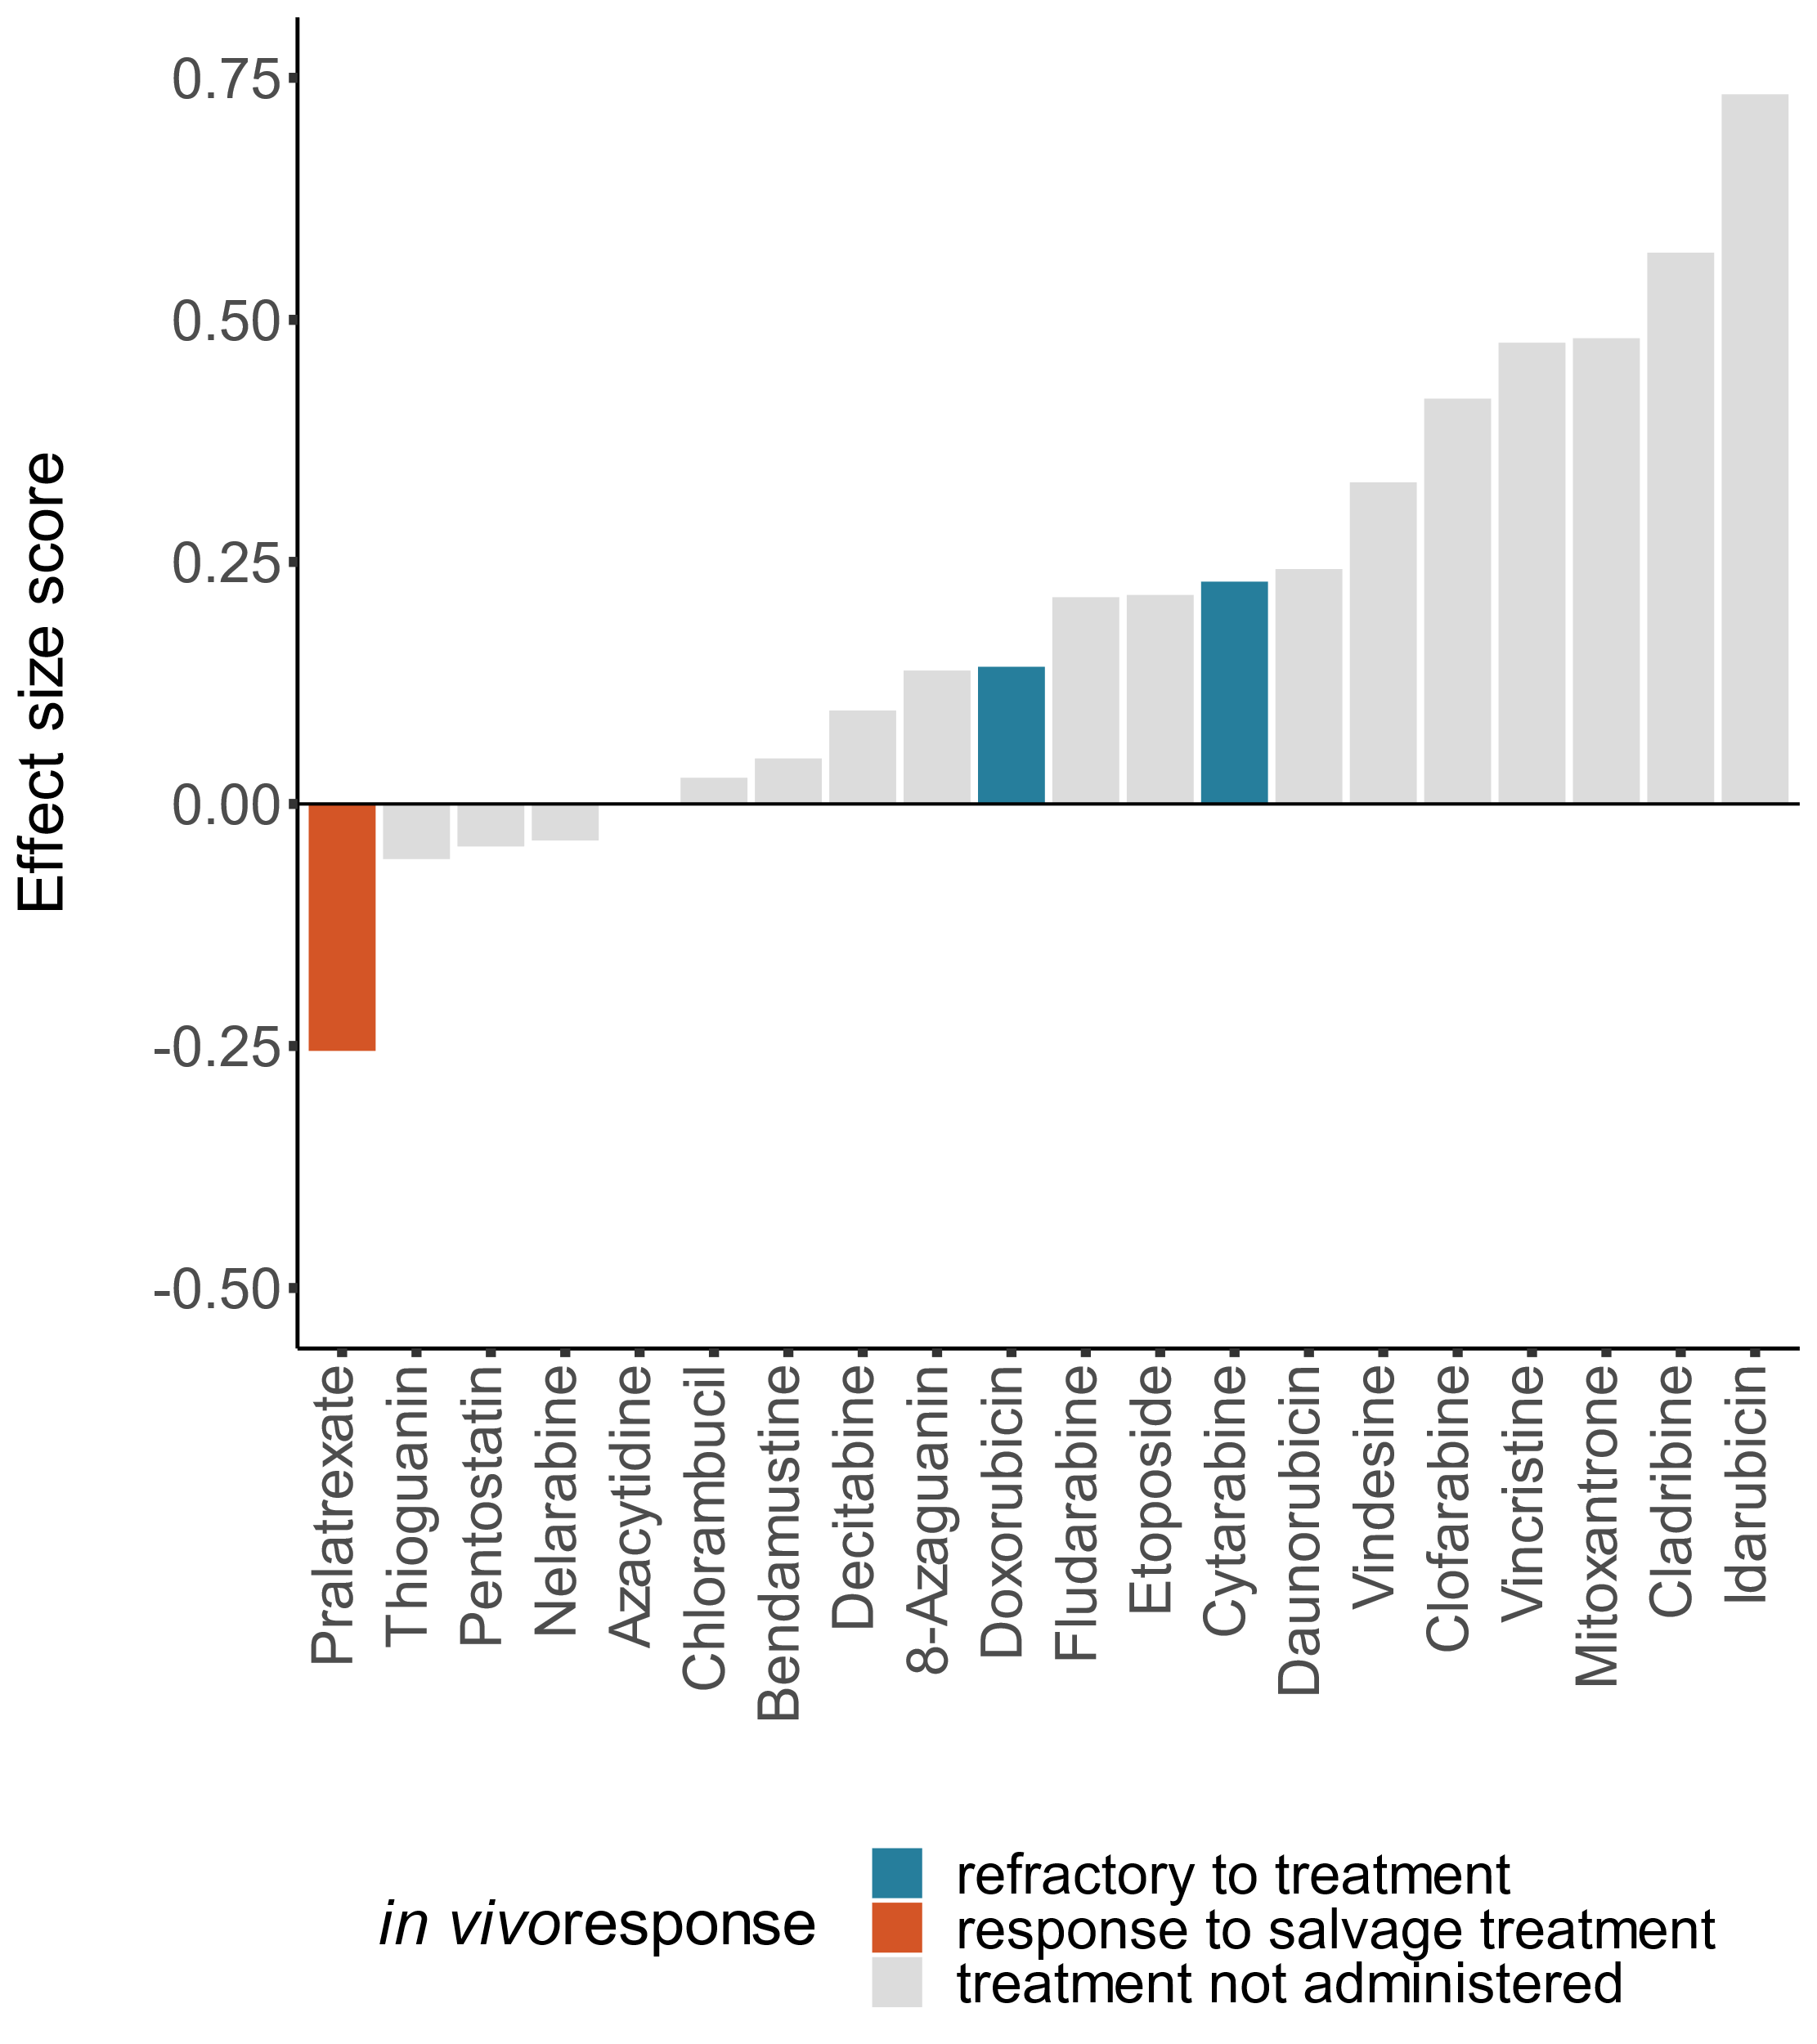 Effect size score
0.75
0.50
0.25
0.00
-0.25
-0.50
Pralatrexate
Thioguanin
Pentostatin
Nelarabine
Azacytidine
Chlorambucil
Bendamustine
Decitabine
8-Azaguanin
Doxorubicin
Fludarabine
Etoposide
Cytarabine
Daunorubicin
Vindesine
Clofarabine
Vincristine
Mitoxantrone
Cladribine
Idarubicin
in vivoresponse
refractory to treatment
response to salvage treatment
treatment not administered